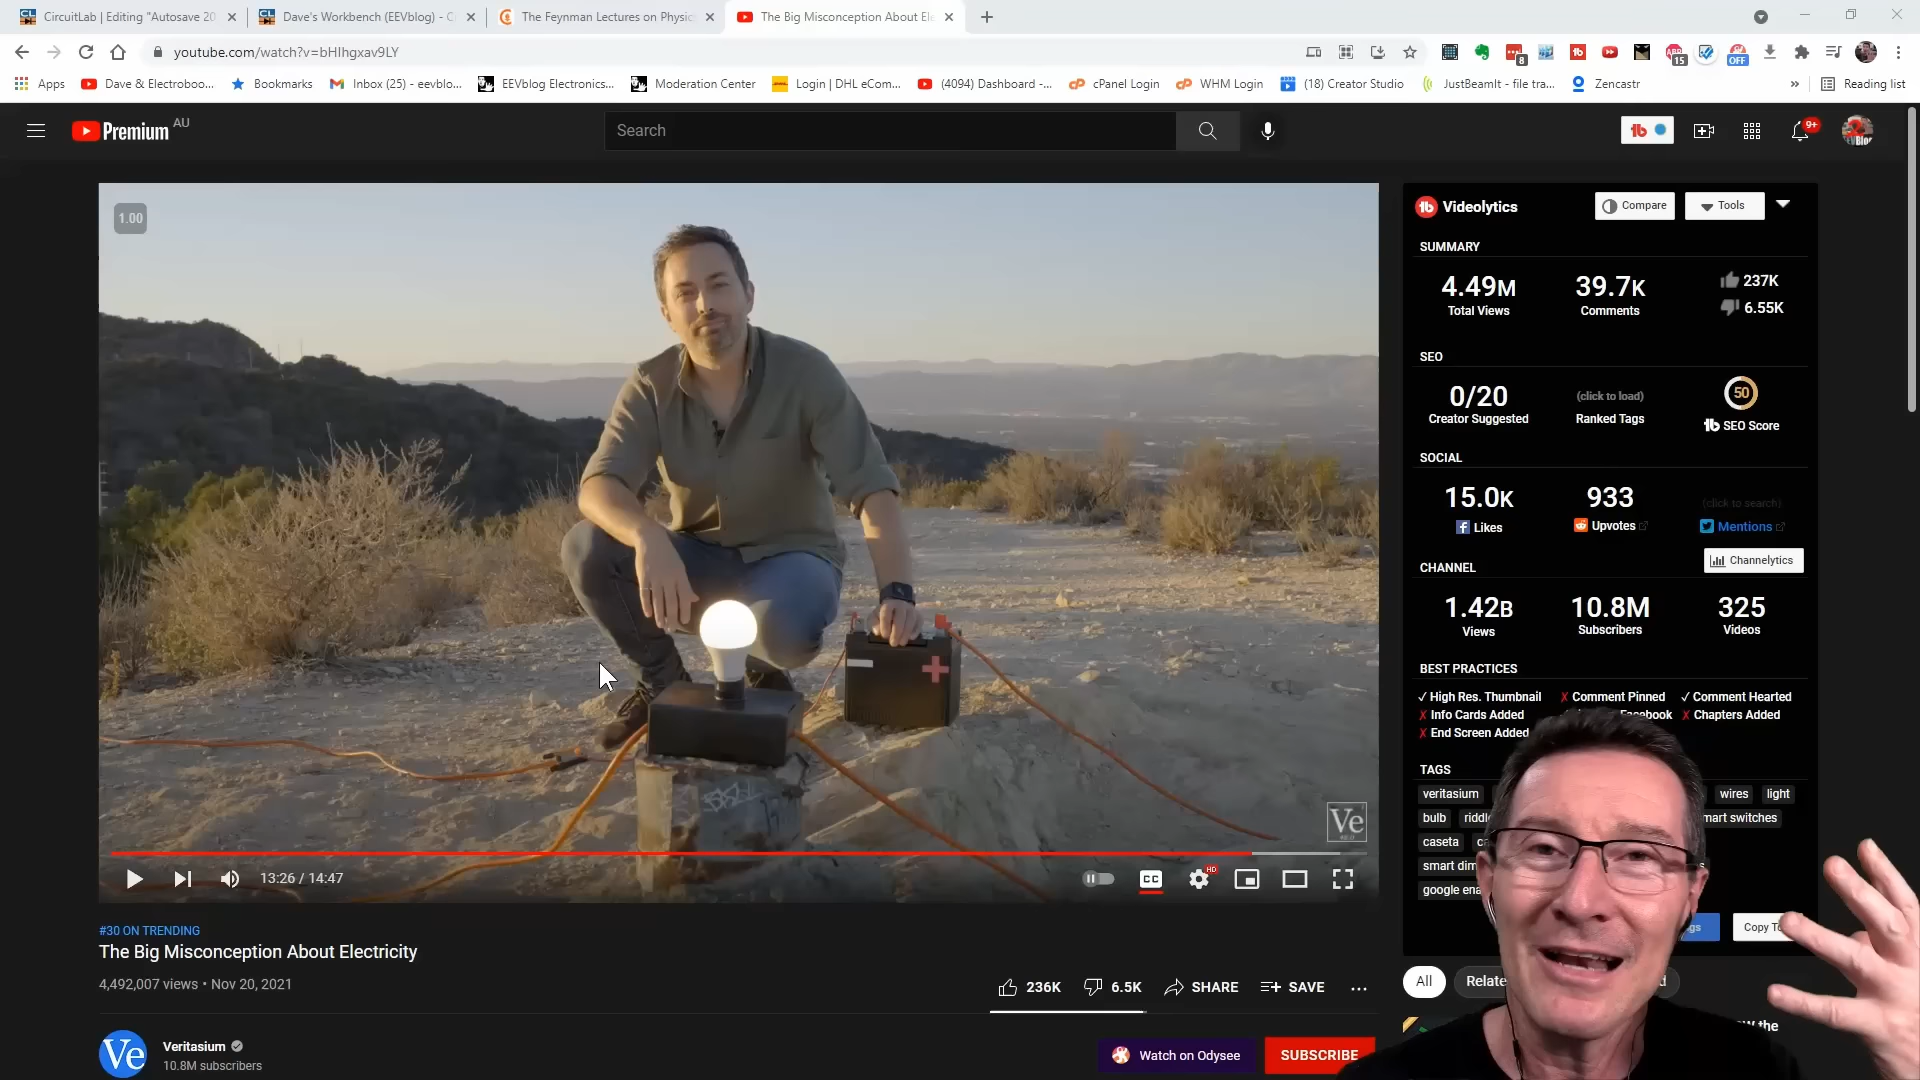 CircuitLab | Editing "Autosave 20
Dave's Workbench (EEVblog) - C
The Feynman Lectures on Physic
The Big Misconception About Ele
youtube.com/watch?v=bHIhgxav9LY
8
15
OFF
Apps
Dave & Electroboo...
Bookmarks
Inbox (25) - eevblo...
EEVblog Electronics...
Moderation Center
Login | DHL eCom...
(4094) Dashboard -...
cPanel Login
WHM Login
(18) Creator Studio
JustBeamIt - file tra...
Zencastr
»
Reading list
Premium AU
Search
9+
1.00
Ve
13:26 / 14:47
CC
HD
#30 ON TRENDING
The Big Misconception About Electricity
4,492,007 views • Nov 20, 2021
236K
6.5K
SHARE
SAVE
Ve
Veritasium
10.8M subscribers
Watch on Odysee
SUBSCRIBE
Videolytics
Compare
Tools
SUMMARY
4.49M
Total Views
39.7K
Comments
237K
6.55K
SEO
0/20
Creator Suggested
(click to load)
Ranked Tags
50
SEO Score
SOCIAL
15.0K
Likes
933
Upvotes
(click to search)
Mentions
CHANNEL
Channelytics
1.42B
Views
10.8M
Subscribers
325
Videos
BEST PRACTICES
✓ High Res. Thumbnail
✗ Comment Pinned
✓ Comment Hearted
✗ Info Cards Added
✗ Chapters Added
✗ End Screen Added
TAGS
veritasium
wires
light
bulb
caseta
All